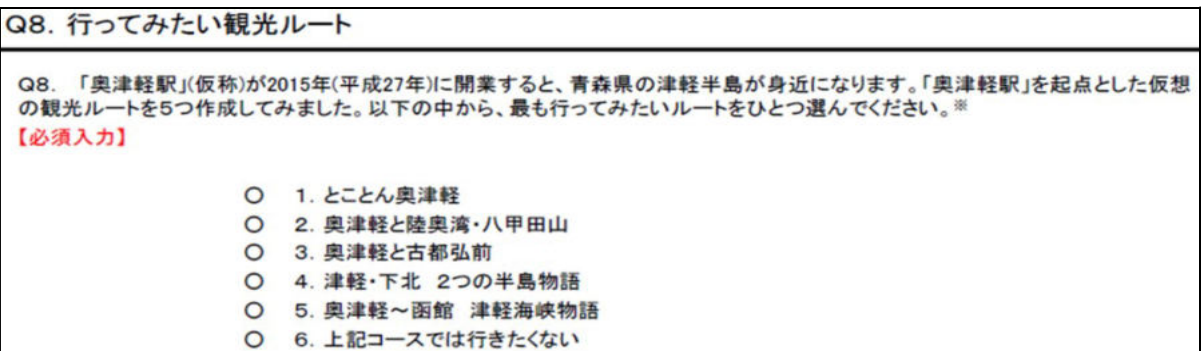 Q8. 行ってみたい観光ルート
Q8. 「奥津軽駅」(仮称)が2015年(平成27年)に開業すると、青森県の津軽半島が身近になります。「奥津軽駅」を起点とした仮想
の観光ルートを5つ作成してみました。以下の中から、最も行ってみたいルートをひとつ選んでください。※
【必須入力】
○ 1. とことん奥津軽
○ 2. 奥津軽と陸奥湾・八甲田山
○ 3. 奥津軽と古都弘前
○ 4. 津軽・下北 2つの半島物語
○ 5. 奥津軽~函館 津軽海峡物語
○ 6. 上記コースでは行きたくない